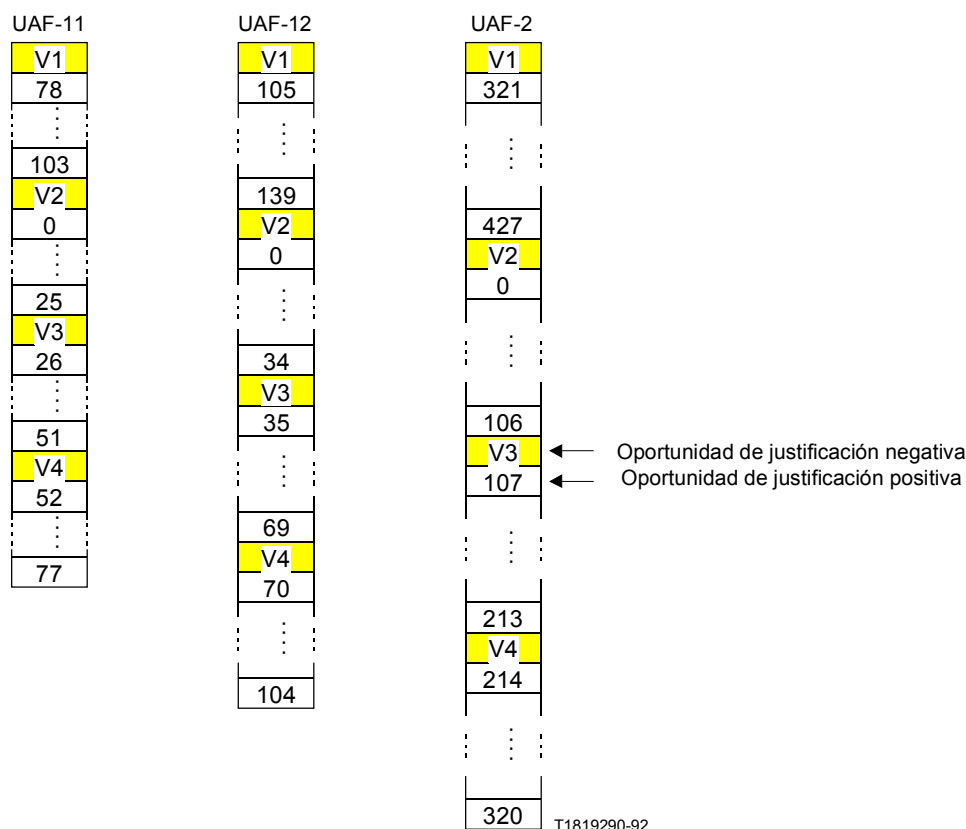 UAF-11
V1
78
103
V2
0
25
V3
26
51
V4
52
77
UAF-12
V1
105
139
V2
0
34
V3
35
69
V4
70
104
UAF-2
V1
321
427
V2
0
106
V3
107
213
V4
214
320
Oportunidad de justificación negativa
Oportunidad de justificación positiva
T1819290-92